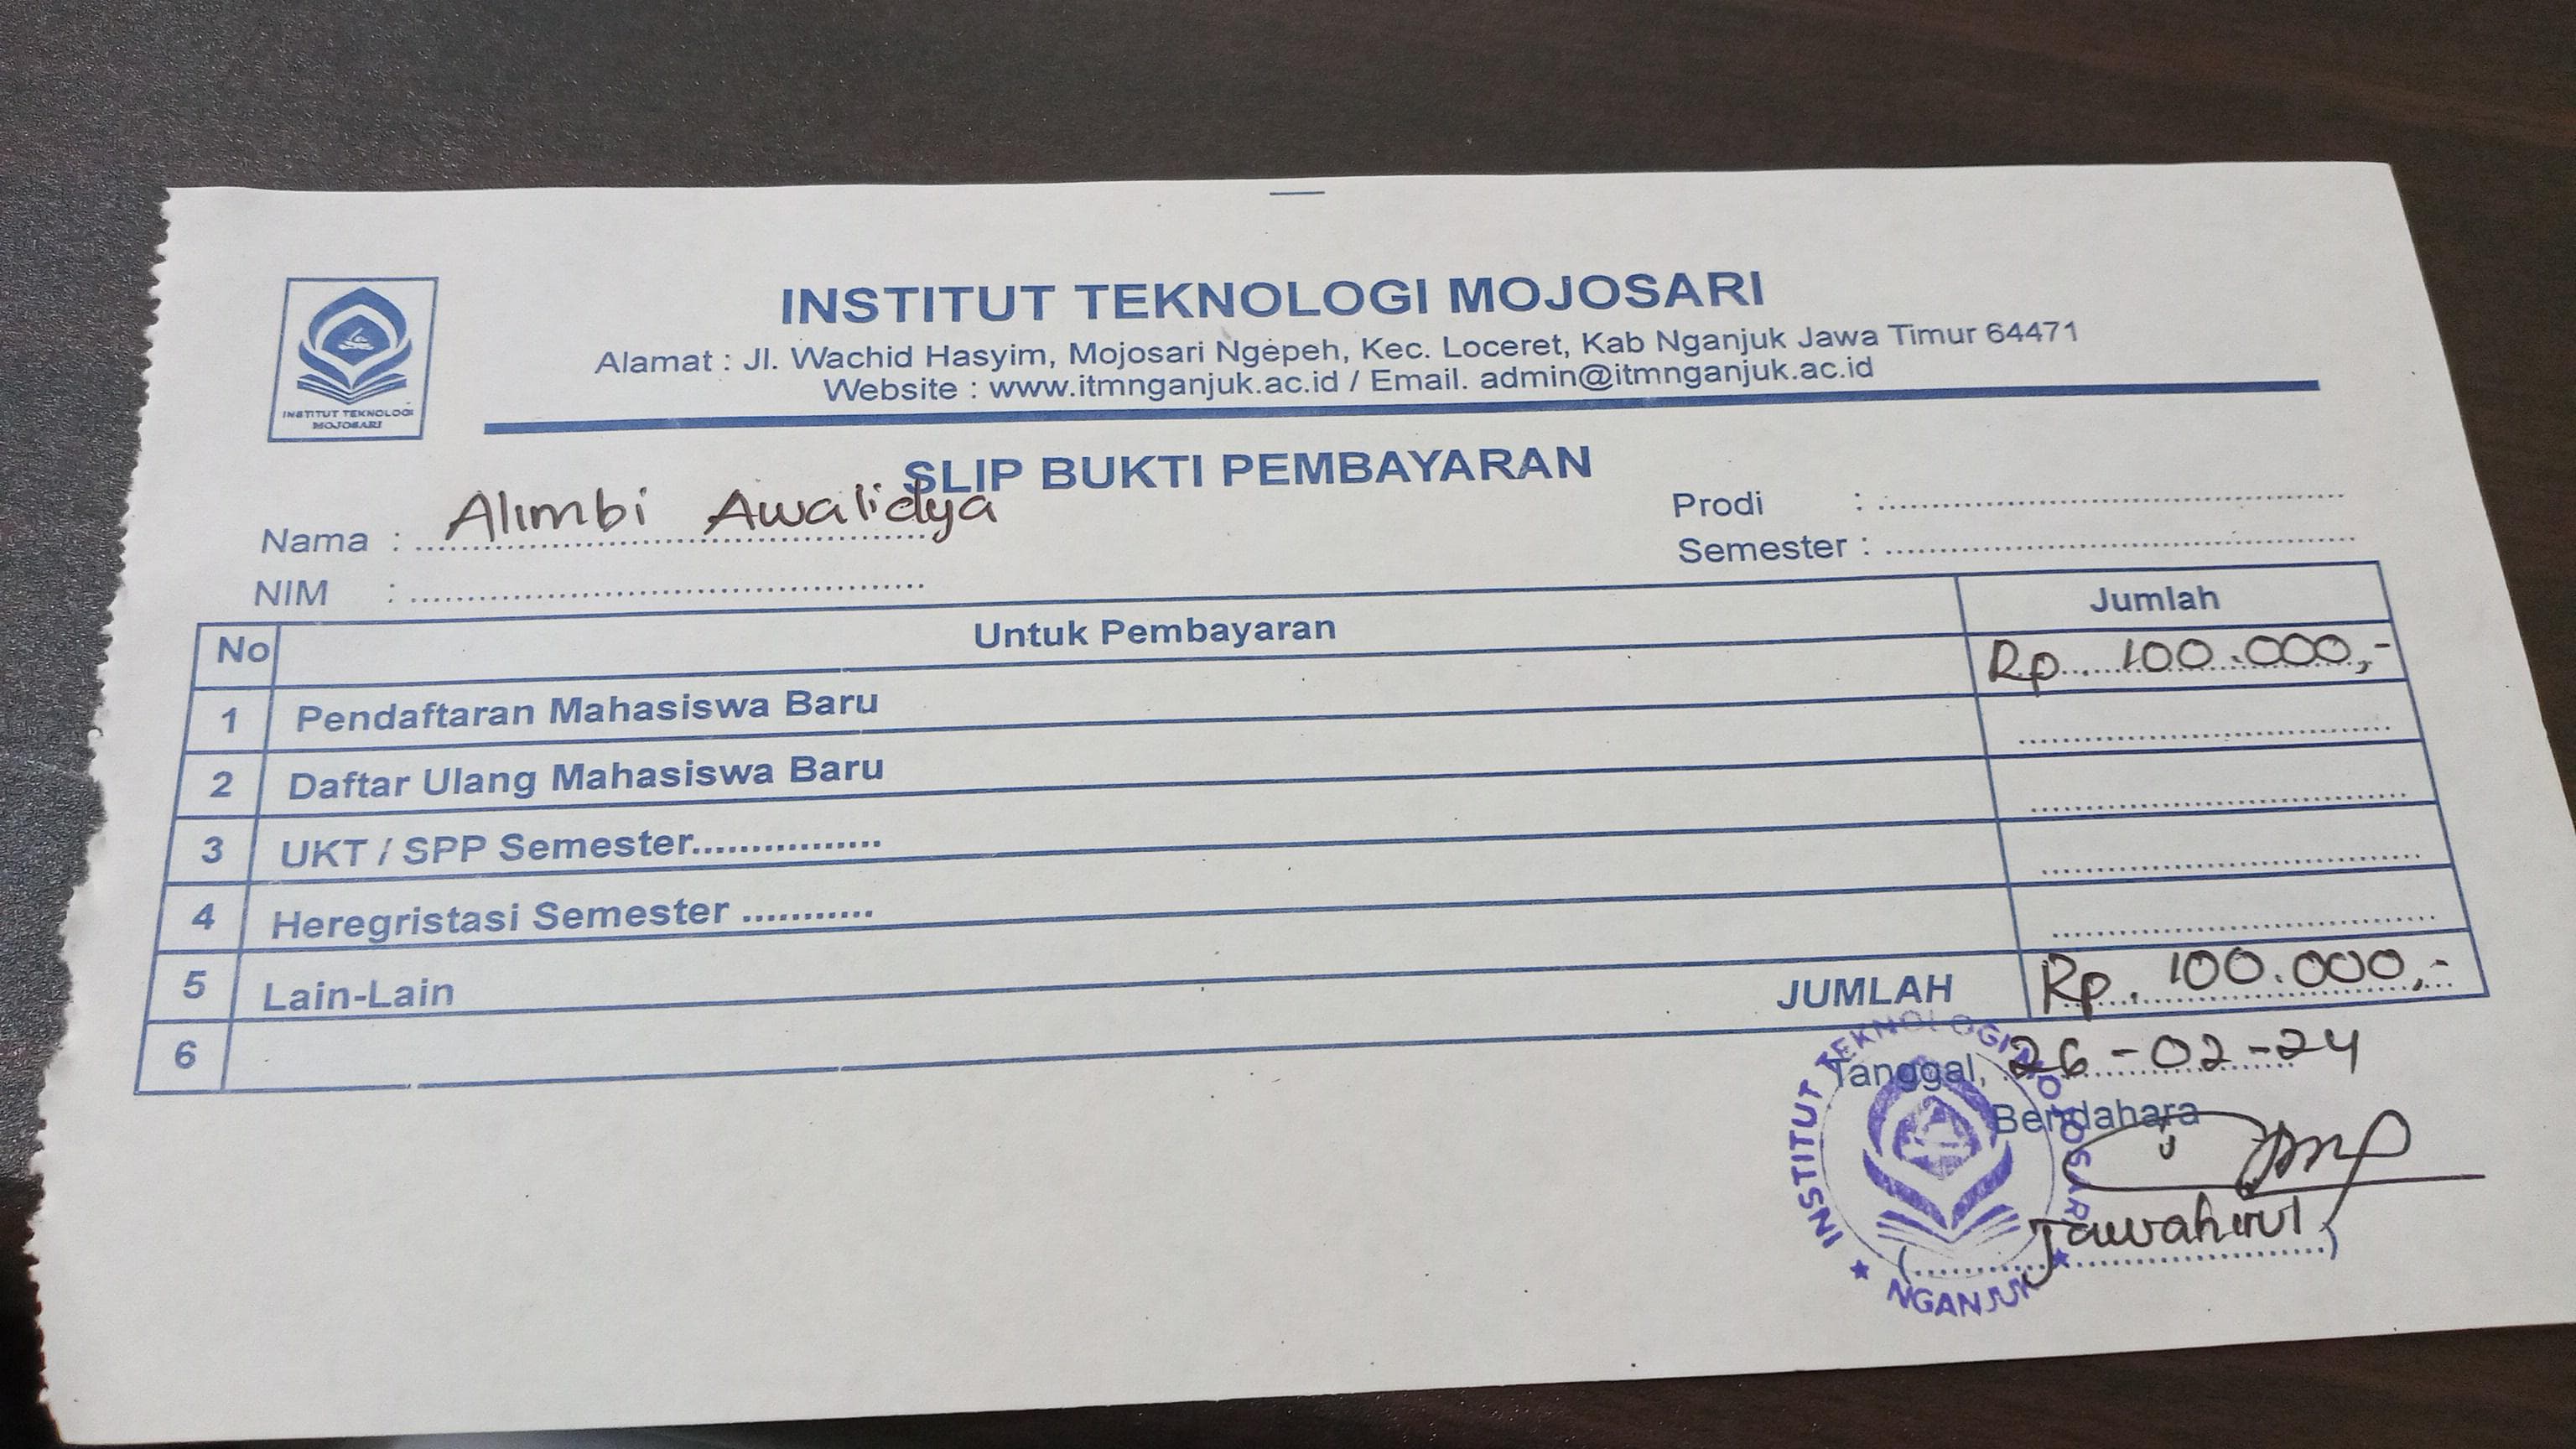 INSTITUT TEKNOLOGI MOJOSARI
INSTITUT TEKNOLOGI
MOJOSARI
Alamat : Jl. Wachid Hasyim, Mojosari Ngepeh, Kec. Loceret, Kab Nganjuk Jawa Timur 64471
Website : www.itmnganjuk.ac.id / Email. admin@itmnganjuk.ac.id
SLIP BUKTI PEMBAYARAN
Nama : Alimbi Awalidya
Prodi :
NIM :
Semester :
No Untuk Pembayaran Jumlah
1 Pendaftaran Mahasiswa Baru Rp. 100.000,-
2 Daftar Ulang Mahasiswa Baru
3 UKT / SPP Semester................
4 Heregristasi Semester ...........
5 Lain-Lain
6 JUMLAH Rp. 100.000,-
Tanggal, 26-02-24
Bendahara
(Jawahirul)
INSTITUT TEKNOLOGI MOJOSARI
★ NGANJUK ★